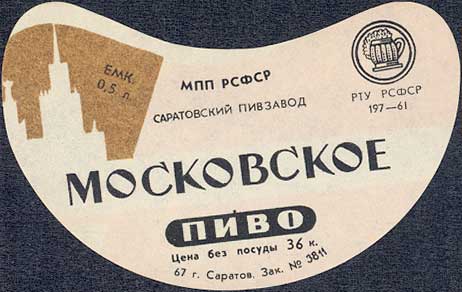 ЕМК.
0,5 л.
МПП РСФСР
САРАТОВСКИЙ ПИВЗАВОД
РТУ РСФСР
197—61
МОСКОВСКОЕ
ПИВО
Цена без посуды 36 к.
67 г. Саратов. Зак. № 3811